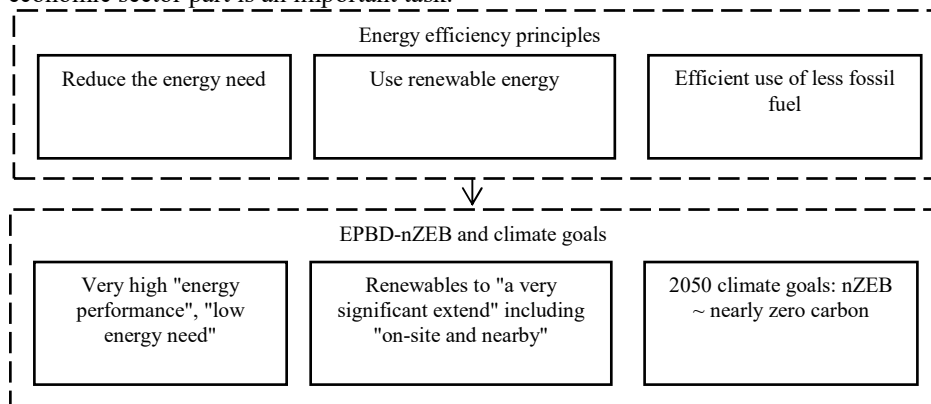 economic sector part is an important task.
Energy efficiency principles
Reduce the energy need
Use renewable energy
Efficient use of less fossil
fuel
EPBD-nZEB and climate goals
Very high "energy
performance", "low
energy need"
Renewables to "a very
significant extend" including
"on-site and nearby"
2050 climate goals: nZEB
~ nearly zero carbon